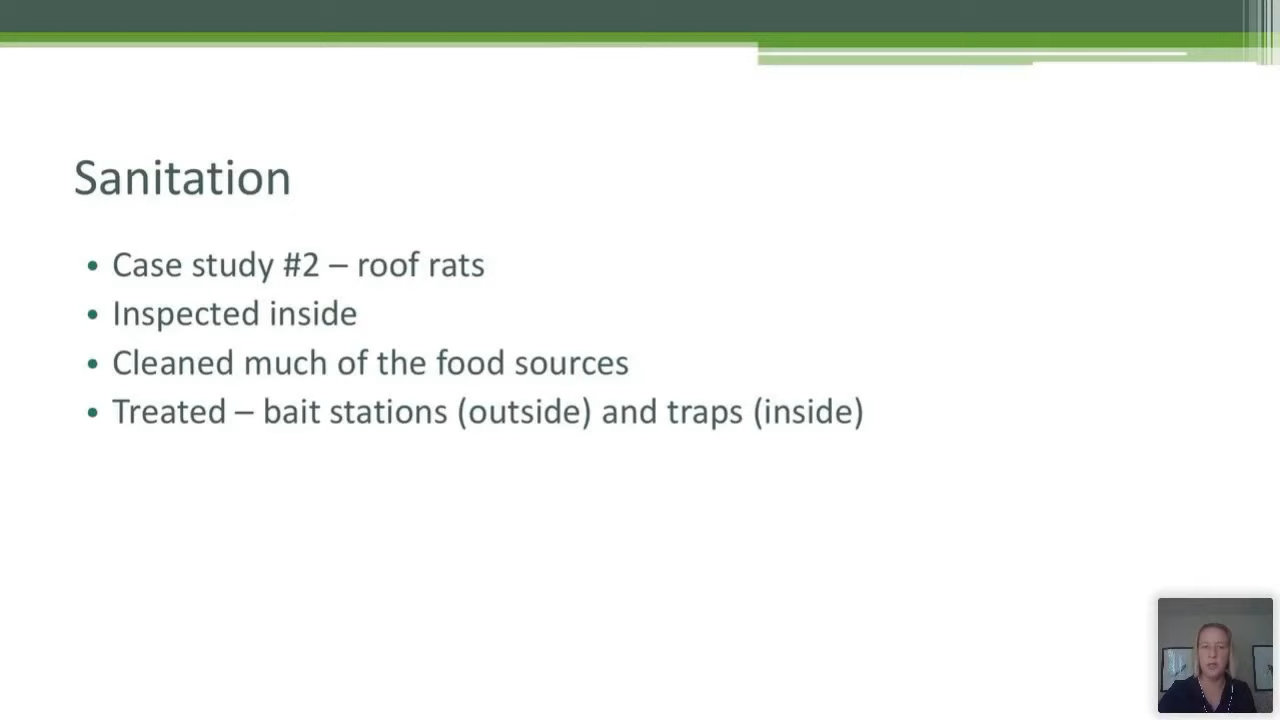 Sanitation
• Case study #2 – roof rats
• Inspected inside
• Cleaned much of the food sources
• Treated – bait stations (outside) and traps (inside)